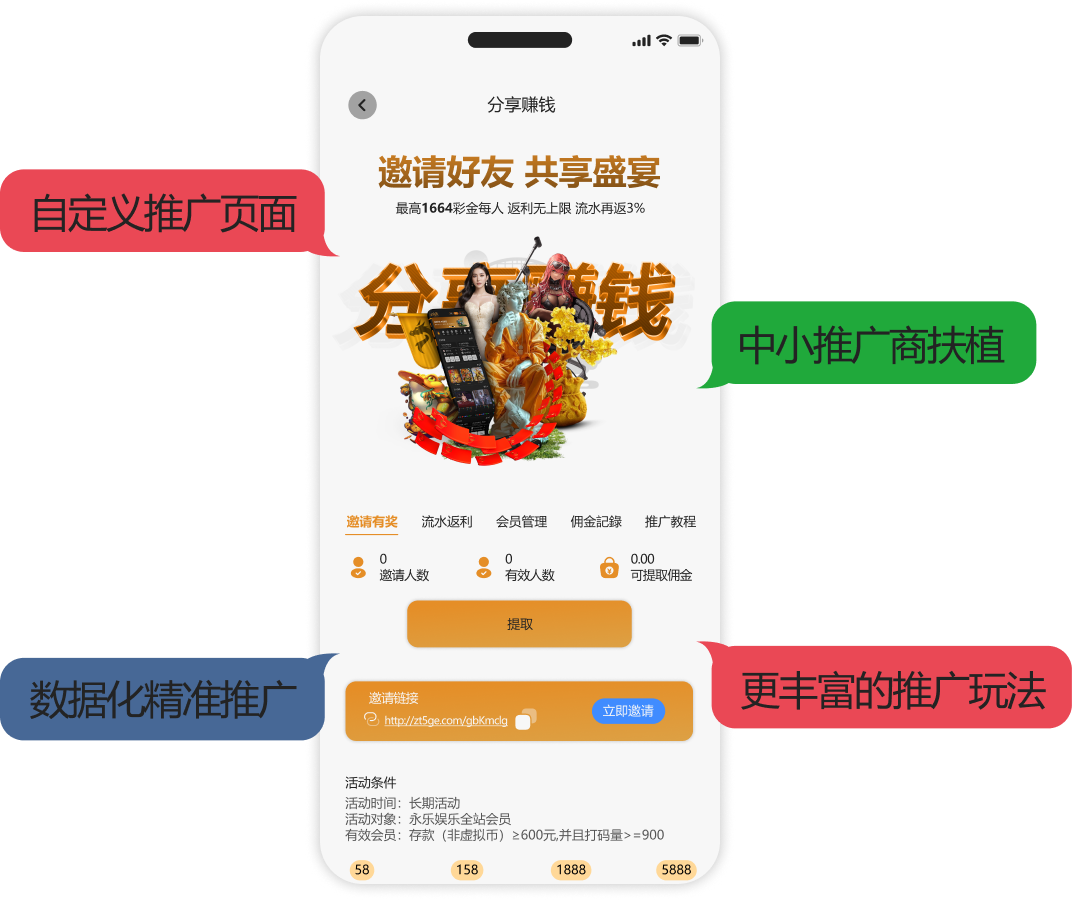 分享赚钱
邀请好友 共享盛宴
最高1664彩金每人 返利无上限 流水再返3%
自定义推广页面
分享赚钱
中小推广商扶植
邀请有奖 流水返利 会员管理 佣金記錄 推广教程
0 0 0.00
邀请人数 有效人数 可提取佣金
提取
数据化精准推广
更丰富的推广玩法
邀请链接
http://zt5ge.com/gbKmclg
立即邀请
活动条件
活动时间：长期活动
活动对象：永乐娱乐全站会员
有效会员：存款（非虚拟币）≥600元,并且打码量>=900
58 158 1888 5888